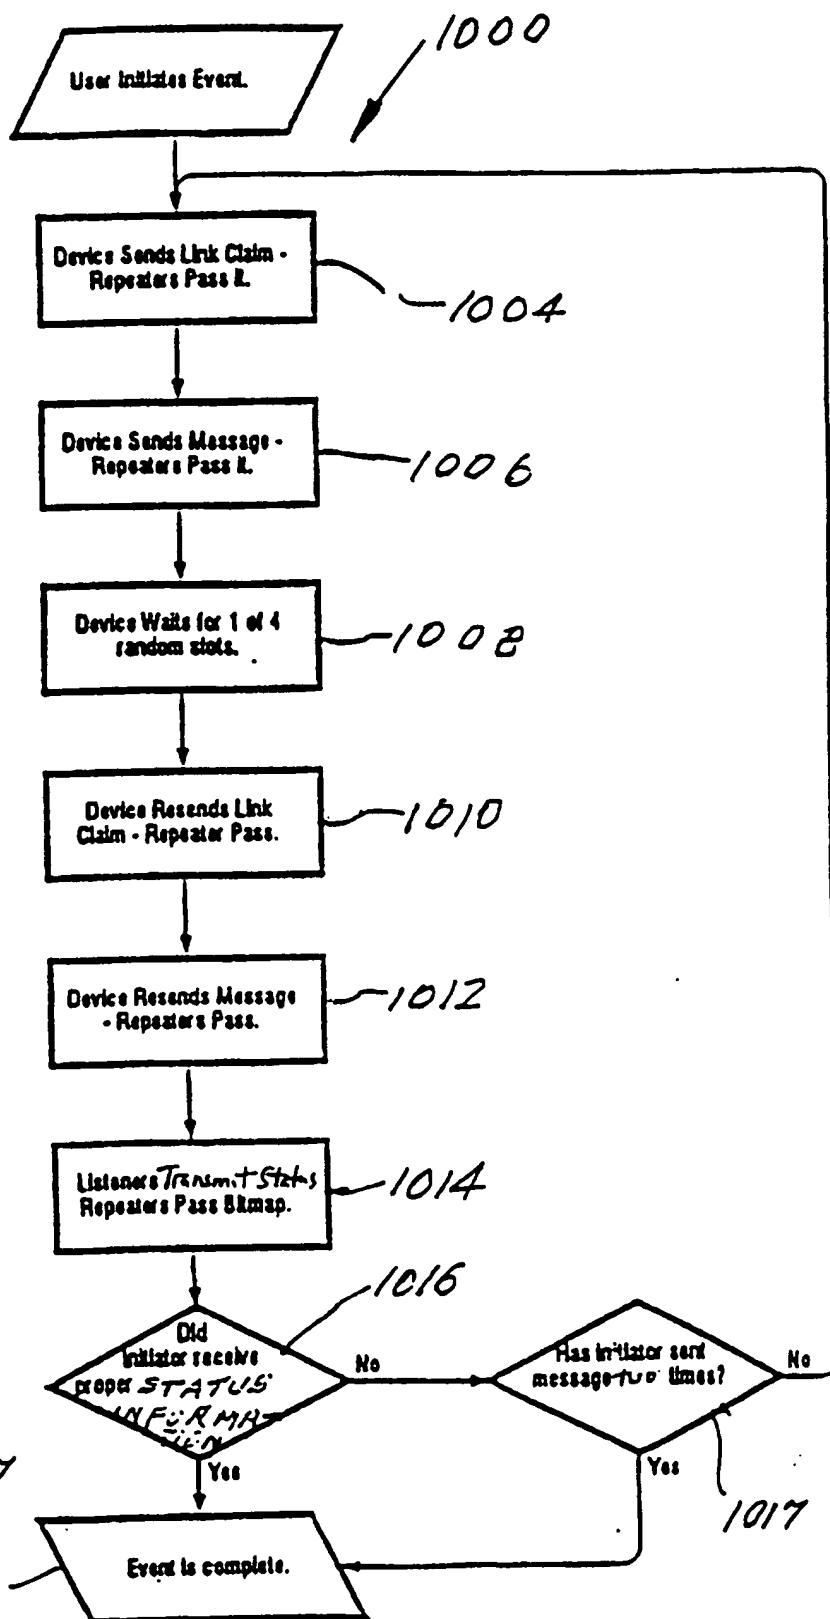 1000
User Initiates Event.
Device Sends Link Claim -
Repeaters Pass it.
1004
Device Sends Message -
Repeaters Pass it.
1006
Device Waits for 1 of 4
random slots.
1008
Device Resends Link
Claim - Repeater Pass.
1010
Device Resends Message
- Repeaters Pass.
1012
Listeners Transmit Status
Repeaters Pass Bitmap.
1014
1016
Did
Initiator receive
proper STATUS
INFORMAT
ION
No
Has initiator sent
message two times?
No
Yes
Yes
1017
Event is complete.